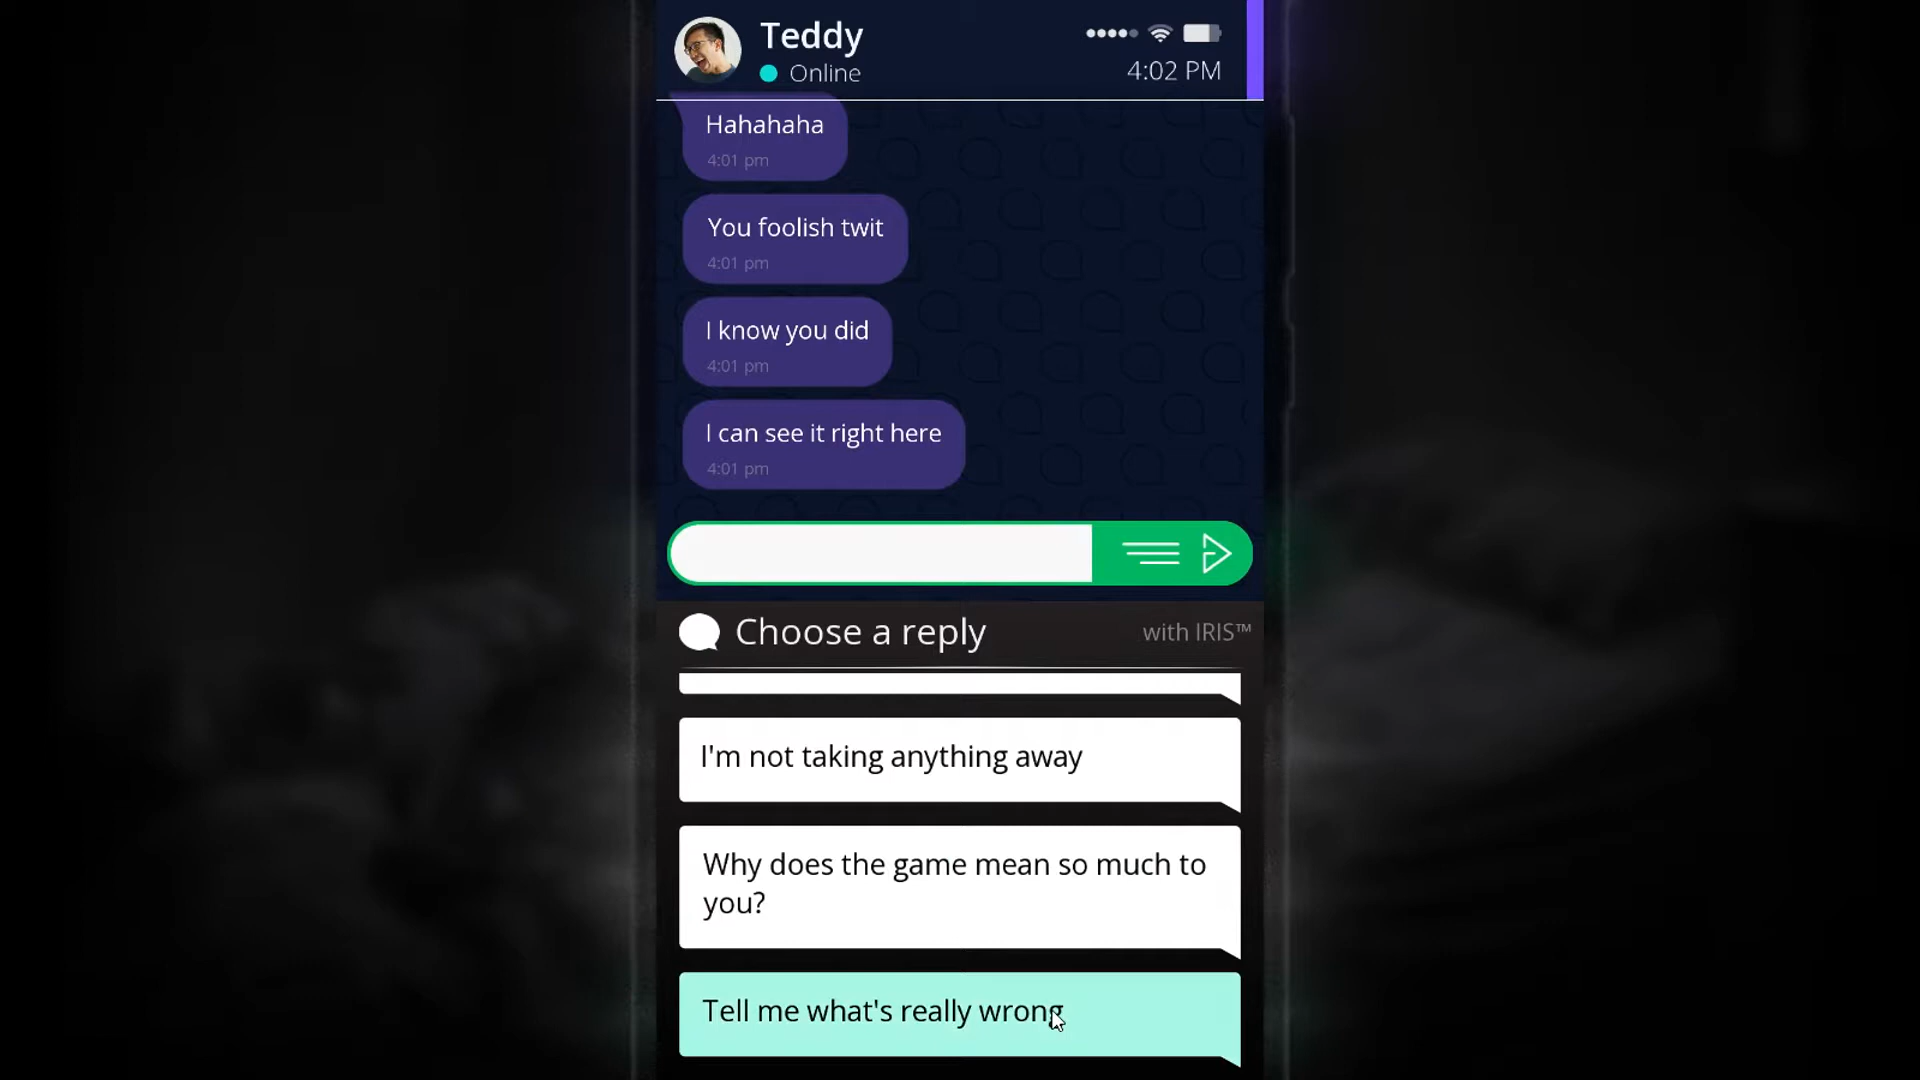 Teddy
Online
4:02 PM
Hahahaha
4:01 pm
You foolish twit
4:01 pm
I know you did
4:01 pm
I can see it right here
4:01 pm
Choose a reply
with IRIS™
I'm not taking anything away
Why does the game mean so much to
you?
Tell me what's really wrong